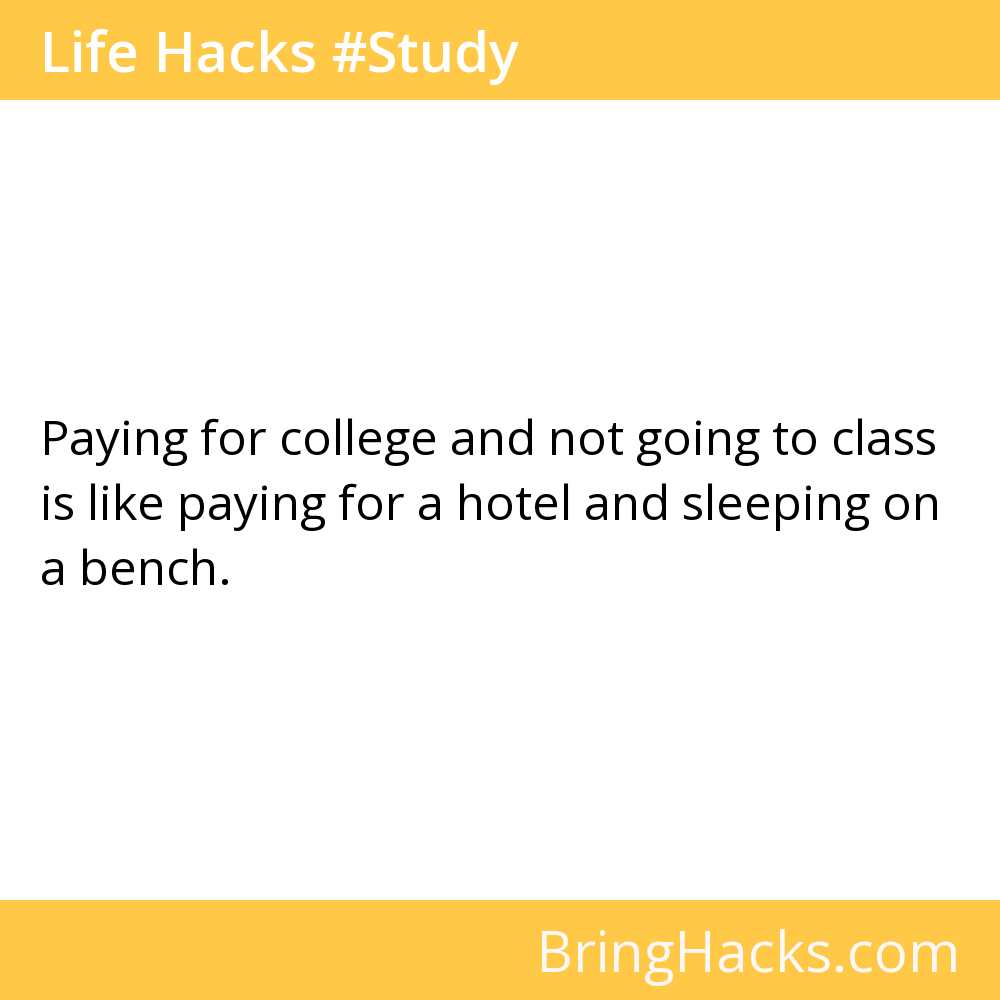 Life Hacks #Study
Paying for college and not going to class
is like paying for a hotel and sleeping on
a bench.
BringHacks.com